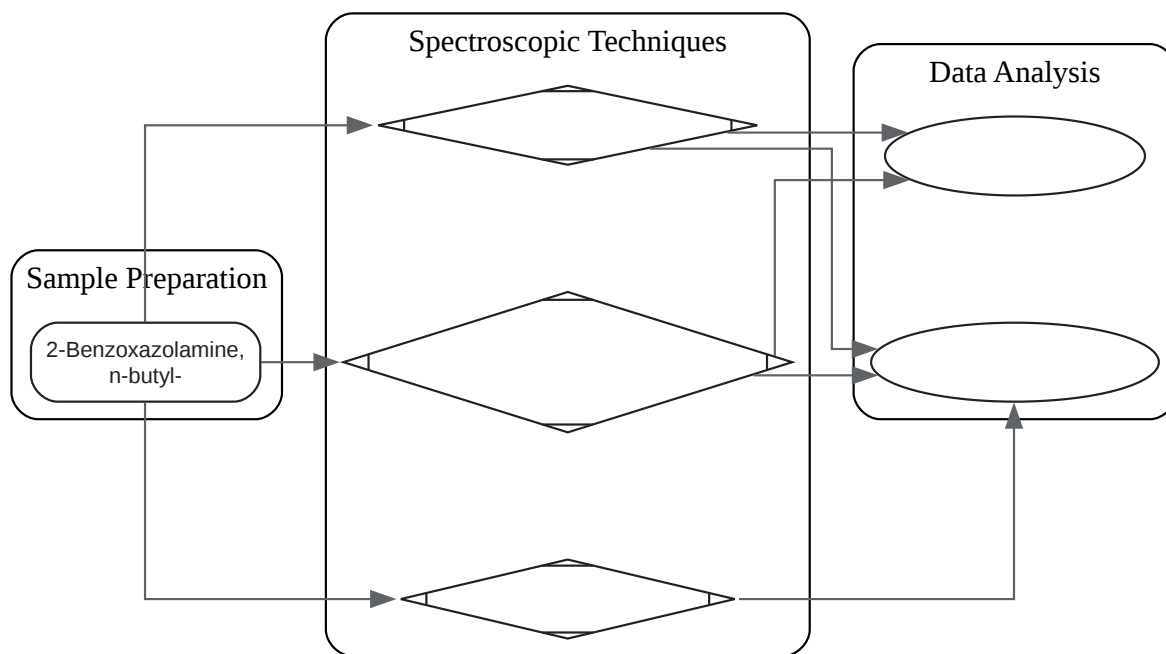 Spectroscopic Techniques
Data Analysis
Sample Preparation
2-Benzoxazolamine,
n-butyl-